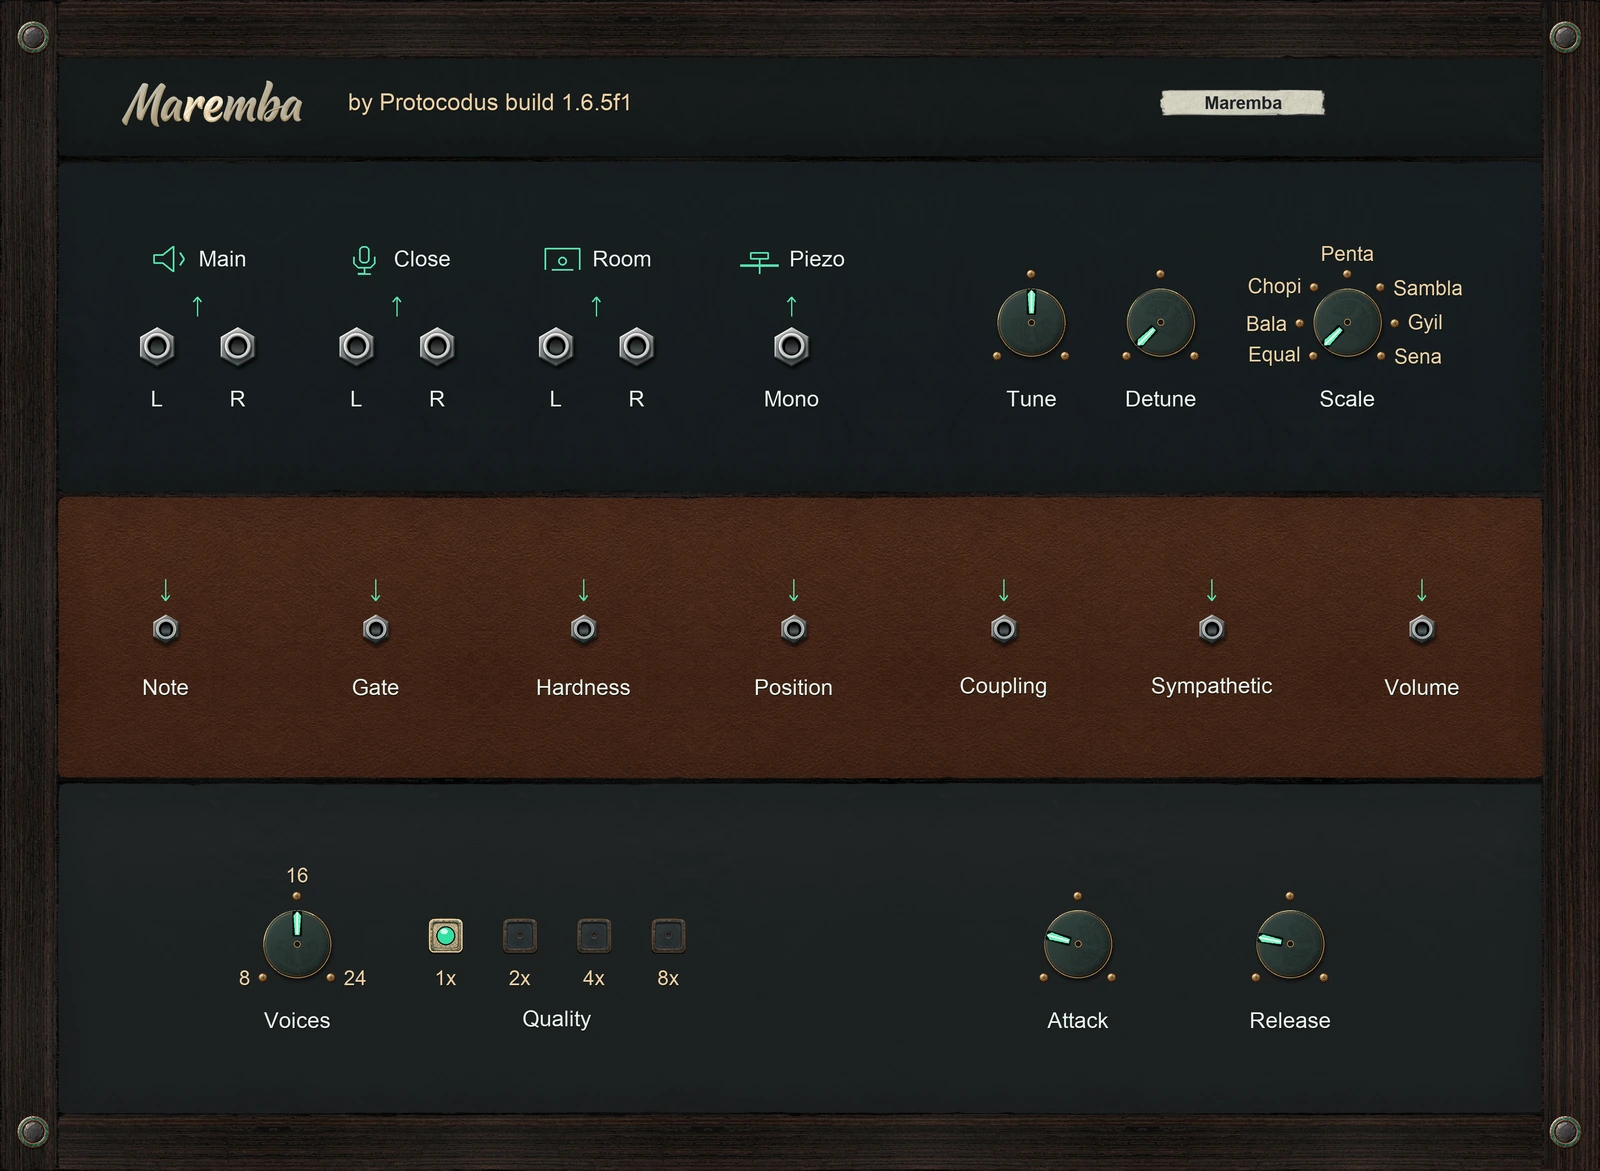 Maremba
by Protocodus build 1.6.5f1
Maremba
Main
Close
Room
Piezo
L
R
L
R
L
R
Mono
Tune
Detune
Penta
Chopi
Sambla
Bala
Gyil
Equal
Sena
Scale
Note
Gate
Hardness
Position
Coupling
Sympathetic
Volume
16
8
24
Voices
1x
2x
4x
8x
Quality
Attack
Release